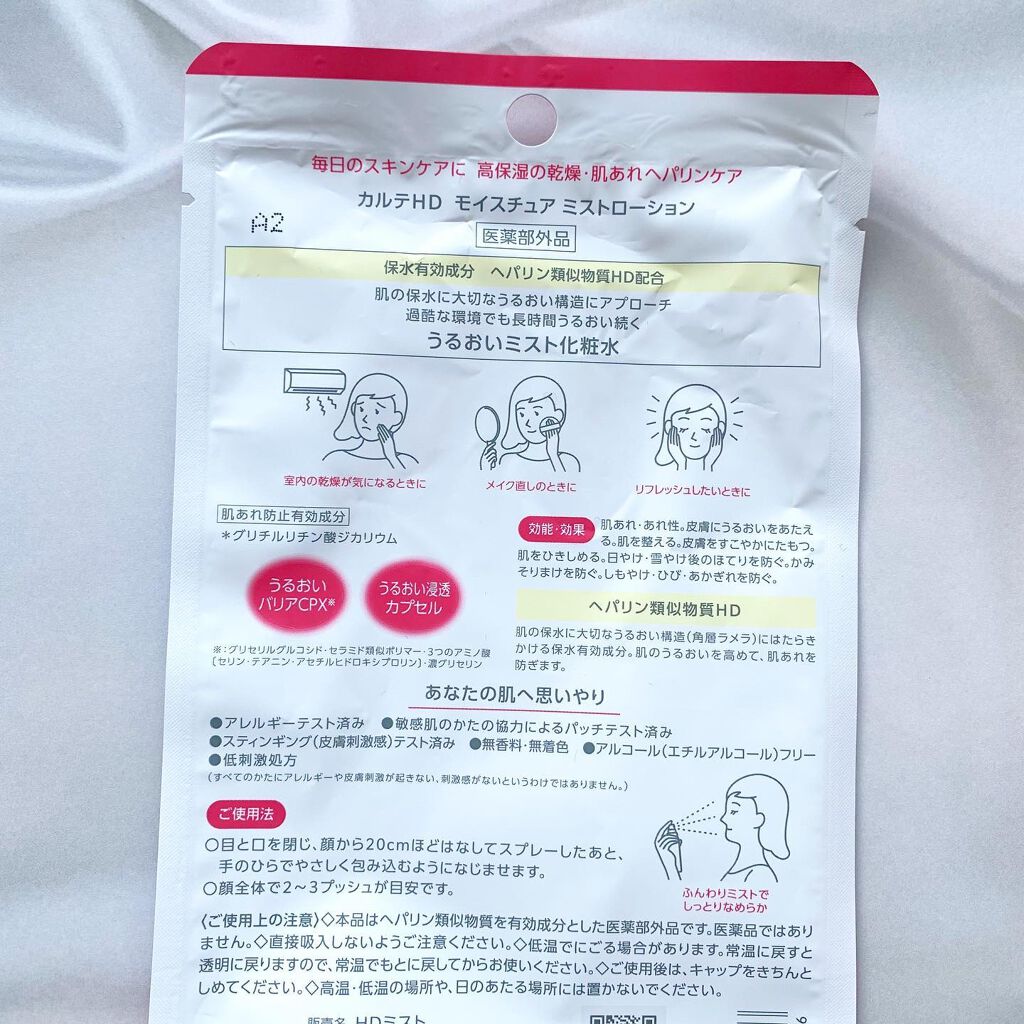 毎日のスキンケアに 高保湿の乾燥・肌あれヘパリンケア
カルテHD モイスチュア ミストローション
A2
医薬部外品
保水有効成分 ヘパリン類似物質HD配合
肌の保水に大切なうるおい構造にアプローチ
過酷な環境でも長時間うるおい続く
うるおいミスト化粧水
室内の乾燥が気になるときに
メイク直しのときに
リフレッシュしたいときに
肌あれ防止有効成分
＊グリチルリチン酸ジカリウム
うるおい
バリアCPX※
うるおい浸透
カプセル
※：グリセリルグルコシド・セラミド類似ポリマー・3つのアミノ酸
〔セリン・テアニン・アセチルヒドロキシプロリン〕・濃グリセリン
効能・効果
肌あれ・あれ性。皮膚にうるおいをあたえ
る。肌を整える。皮膚をすこやかにたもつ。
肌をひきしめる。日やけ・雪やけ後のほてりを防ぐ。かみ
そりまけを防ぐ。しもやけ・ひび・あかぎれを防ぐ。
ヘパリン類似物質HD
肌の保水に大切なうるおい構造（角層ラメラ）にはたらき
かける保水有効成分。肌のうるおいを高めて、肌あれを
防ぎます。
あなたの肌へ思いやり
●アレルギーテスト済み ●敏感肌のかたの協力によるパッチテスト済み
●スティンギング（皮膚刺激感）テスト済み ●無香料・無着色 ●アルコール（エチルアルコール）フリー
●低刺激処方
（すべてのかたにアレルギーや皮膚刺激が起きない、刺激感がないというわけではありません。）
ご使用法
○目と口を閉じ、顔から20cmほどはなしてスプレーしたあと、
手のひらでやさしく包み込むようになじませます。
○顔全体で2〜3プッシュが目安です。
ふんわりミストで
しっとりなめらか
〈ご使用上の注意〉◇本品はヘパリン類似物質を有効成分とした医薬部外品です。医薬品ではあり
ません。◇直接吸入しないようご注意ください。◇低温でにごる場合があります。常温に戻すと
透明に戻りますので、常温でもとに戻してからお使いください。◇ご使用後は、キャップをきちんと
しめてください。◇高温・低温の場所や、日のあたる場所には置かないでください。
販売名 HDミスト